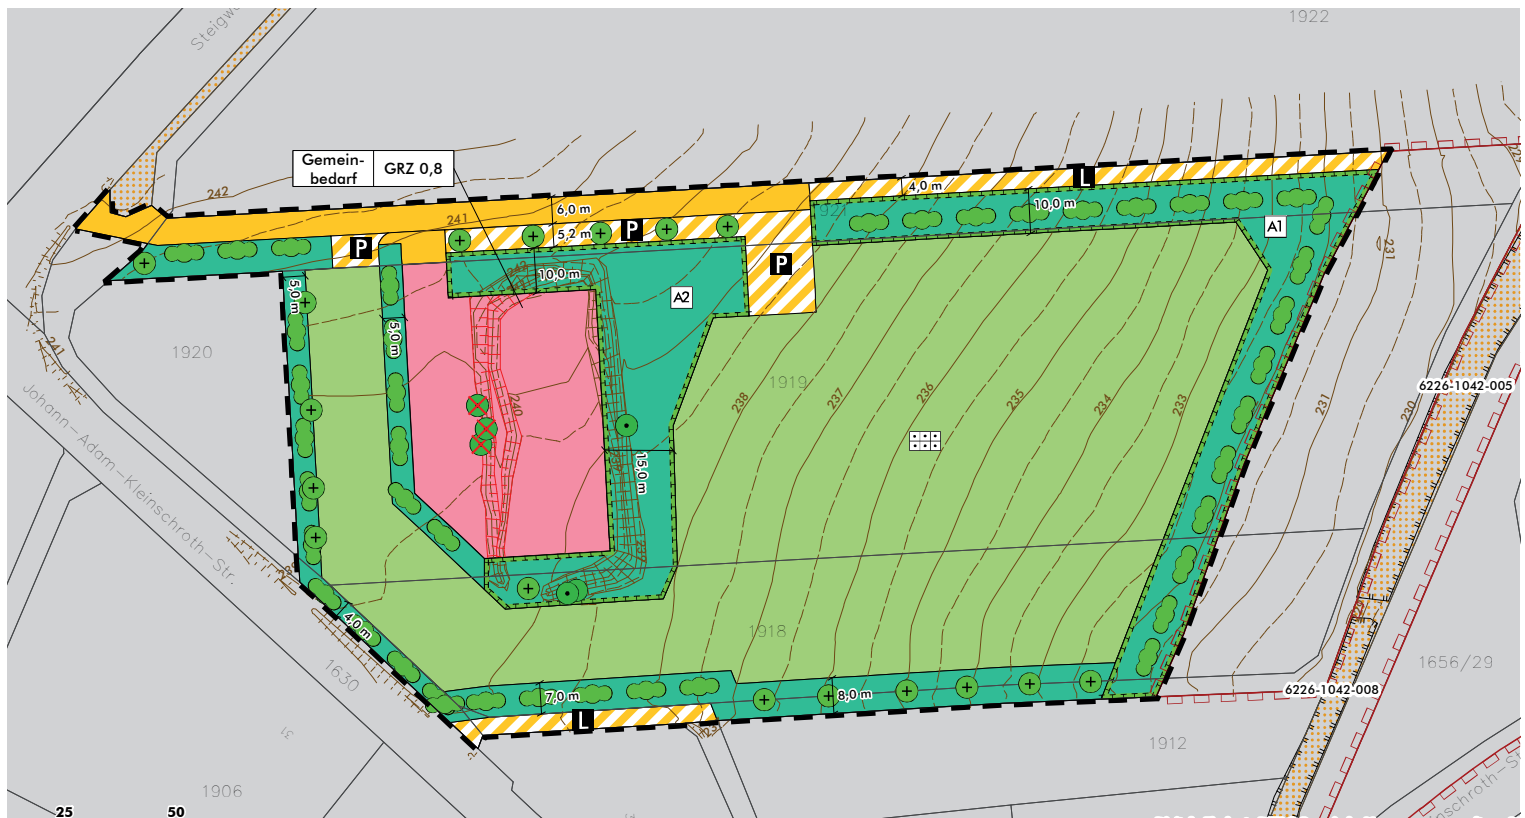 1922
Steigw
Gemein-
bedarf
GRZ 0,8
242
241
6,0 m
4,0 m
L
1921
10,0 m
P
5,2 m
P
P
A1
231
242
10,0 m
A2
5,0 m
5,0 m
241
1920
1919
6226-1042-005
240
238
237
236
235
234
233
231
230
Johann-Adam-Kleinschroth-Str.
15,0 m
4,0 m
1918
1630
1656/29
6226-1042-008
7,0 m
8,0 m
L
31
1912
1906
25
50